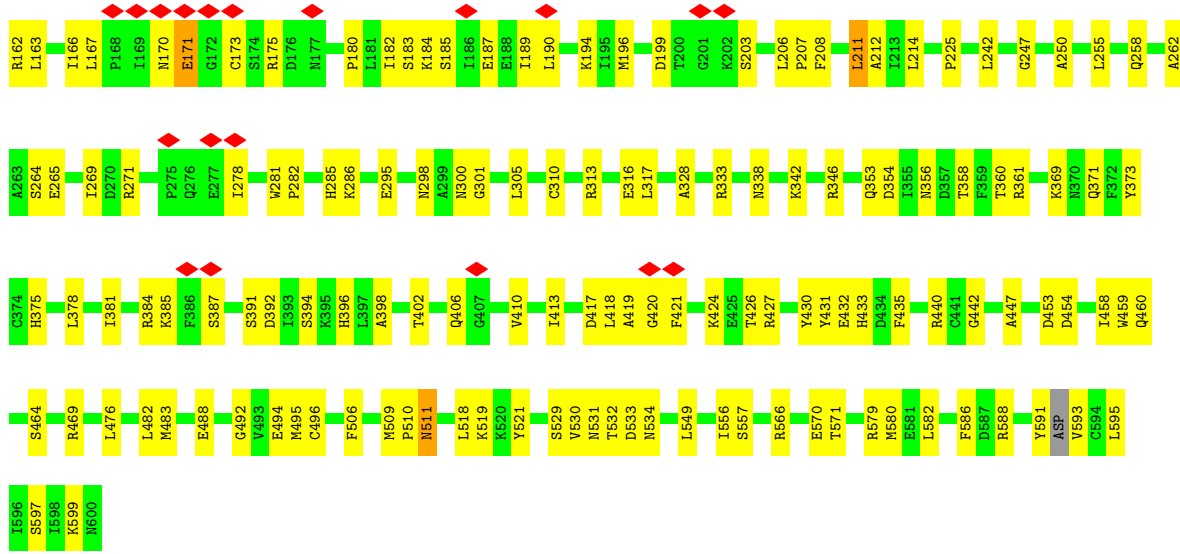 R162 L163 I166 L167 P168 I169 N170 E171 G172 C173 S174 R175 D176 N177 P180 L181 I182 S183 K184 S185 I186 E187 E188 I189 L190 K194 I195 M196 D199 T200 G201 K202 S203 L206 P207 F208 L211 A212 I213 L214 P225 L242 G247 A250 L255 Q258 A262
A263 S264 E265 I269 D270 R271 P275 Q276 E277 I278 W281 P282 H285 K286 E295 N298 A299 N300 G301 L305 C310 R313 E316 L317 A328 R333 N338 K342 R346 Q353 D354 I355 N356 D357 T358 F359 T360 R361 K369 N370 Q371 F372 Y373
C374 H375 L378 I381 R384 K385 F386 S387 S391 D392 I393 S394 K395 H396 L397 A398 T402 Q406 G407 V410 I413 D417 L418 A419 G420 F421 K424 E425 T426 R427 Y430 Y431 E432 H433 D434 F435 R440 C441 G442 A447 D453 D454 I458 W459 Q460
S464 R469 L476 L482 M483 E488 G492 V493 E494 M495 C496 F506 M509 P510 N511 L518 K519 K520 Y521 S529 V530 N531 T532 D533 N534 L549 I556 S557 R566 E570 T571 R579 M580 E581 L582 F586 D587 R588 Y591 ASP V593 C594 L595
I596 S597 I598 K599 N600